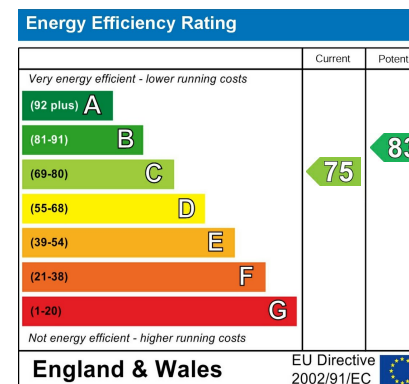 Energy Efficiency Rating
Current Potent
Very energy efficient - lower running costs
(92 plus) A
(81-91) B
83
(69-80) C
75
(55-68) D
(39-54) E
(21-38) F
(1-20) G
Not energy efficient - higher running costs
England & Wales
EU Directive
2002/91/EC